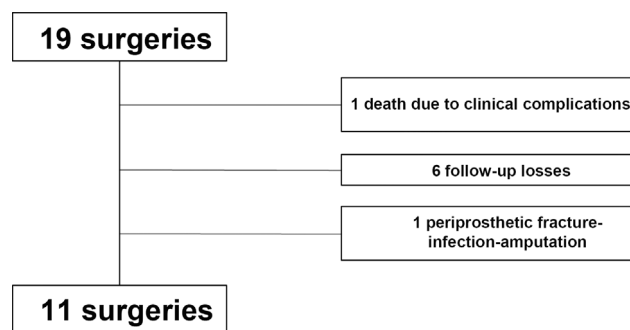 19 surgeries
1 death due to clinical complications
6 follow-up losses
1 periprosthetic fracture-
infection-amputation
11 surgeries